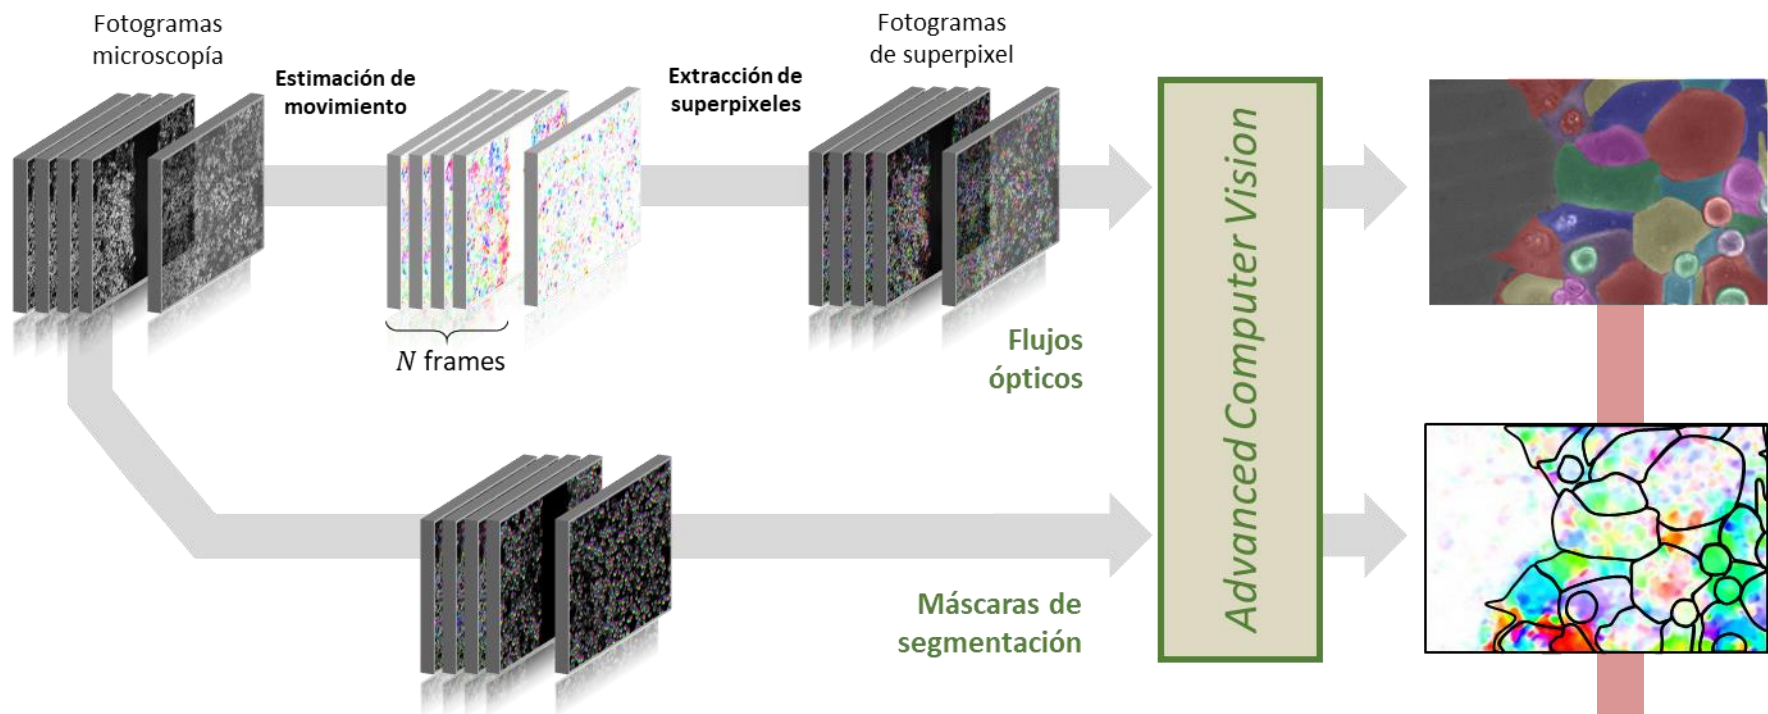 Fotogramas
microscopía
Estimación de
movimiento
Extracción de
superpixeles
Fotogramas
de superpixel
N frames
Flujos
ópticos
Máscaras de
segmentación
Advanced Computer Vision